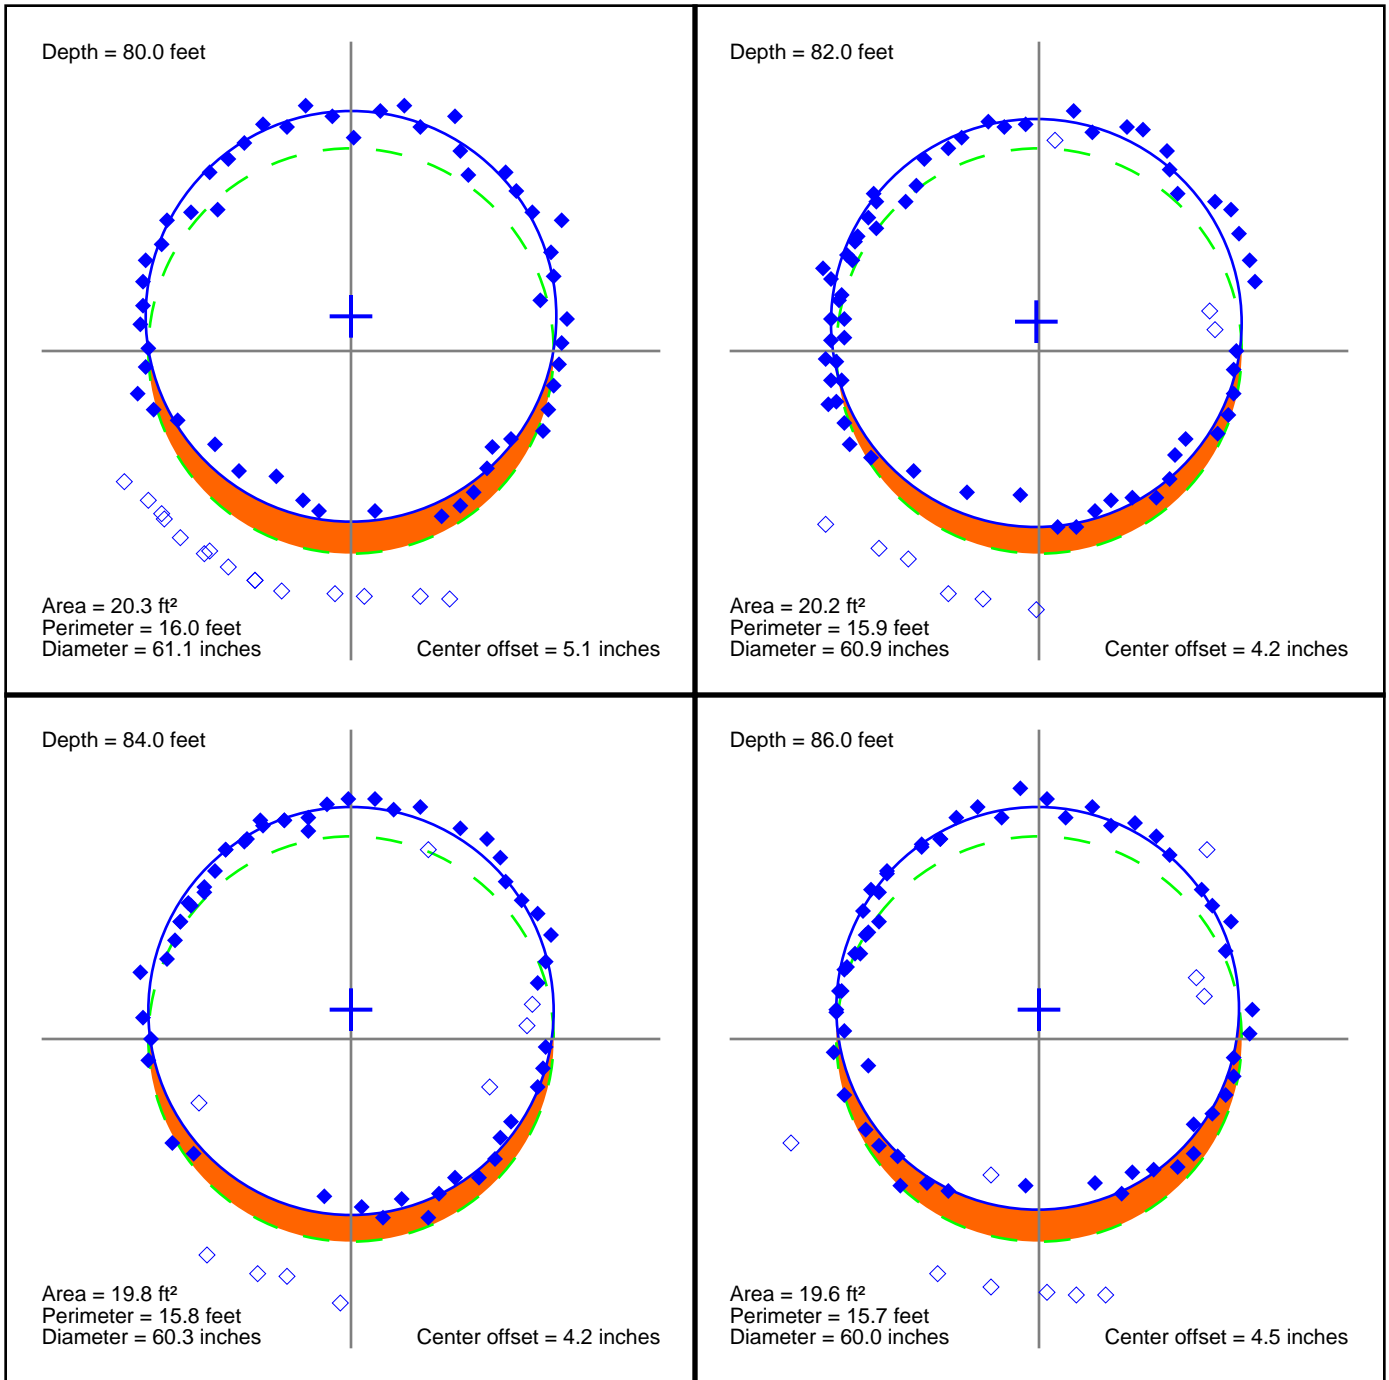 Depth = 80.0 feet
Area = 20.3 ft²
Perimeter = 16.0 feet
Diameter = 61.1 inches
Center offset = 5.1 inches
Depth = 82.0 feet
Area = 20.2 ft²
Perimeter = 15.9 feet
Diameter = 60.9 inches
Center offset = 4.2 inches
Depth = 84.0 feet
Area = 19.8 ft²
Perimeter = 15.8 feet
Diameter = 60.3 inches
Center offset = 4.2 inches
Depth = 86.0 feet
Area = 19.6 ft²
Perimeter = 15.7 feet
Diameter = 60.0 inches
Center offset = 4.5 inches